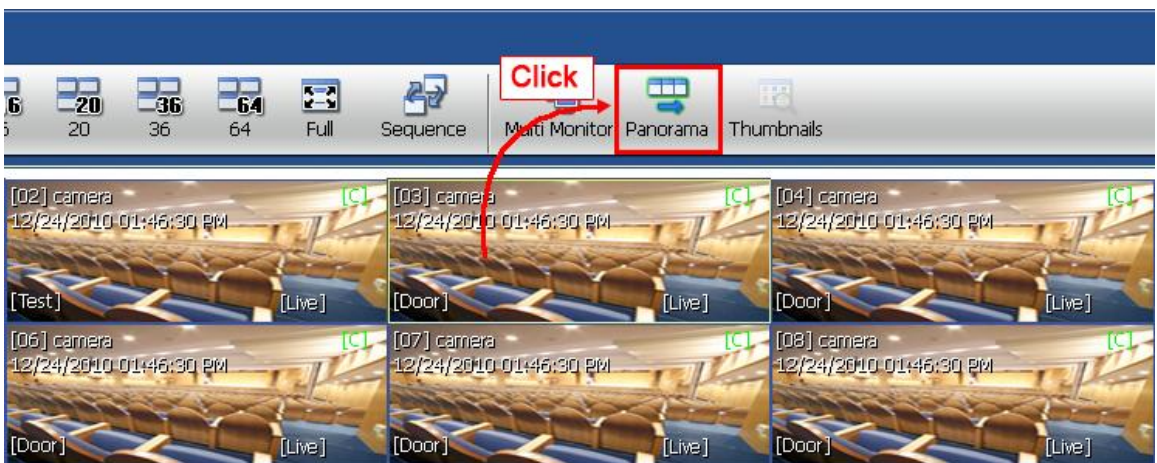 Click
6 20 36 64
6 20 36 64 Full Sequence Multi Monitor Panorama Thumbnails
[02] camera [C] [03] camera [C] [04] camera [C]
12/24/2010 01:46:30 PM 12/24/2010 01:46:30 PM 12/24/2010 01:46:30 PM
[Test] [Live] [Door] [Live] [Door] [Live]
[06] camera [C] [07] camera [C] [08] camera [C]
12/24/2010 01:46:30 PM 12/24/2010 01:46:30 PM 12/24/2010 01:46:30 PM
[Door] [Live] [Door] [Live] [Door] [Live]